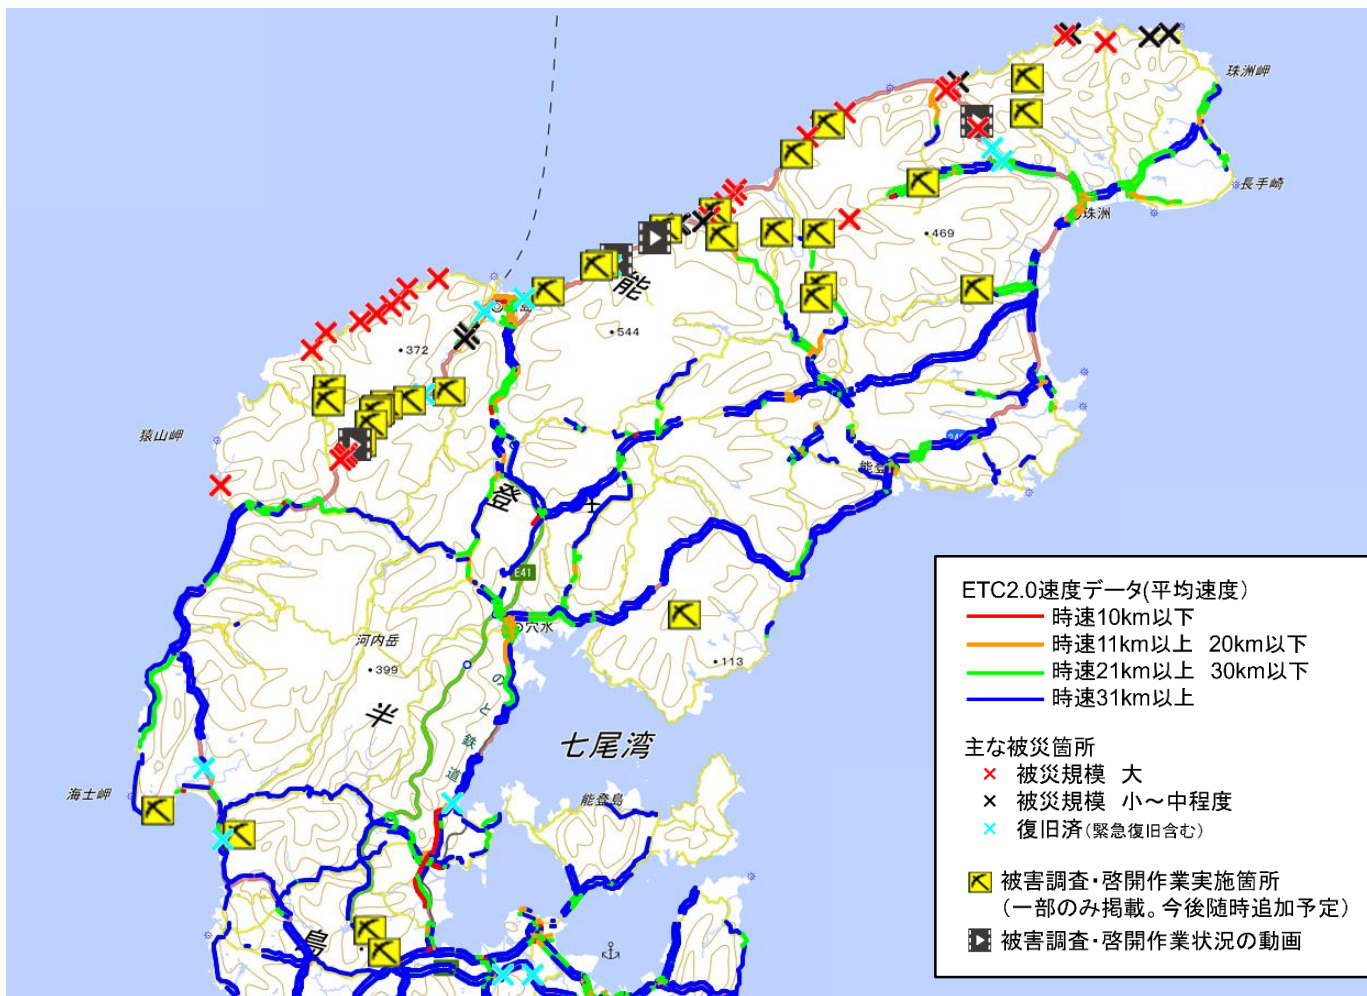 珠洲岬
長手崎
珠洲
469
能
544
島
372
猿山岬
能登
登
E41
穴水
河内岳
399
113
のと鉄道
半
七尾湾
能登島
海士岬
島
ETC2.0速度データ(平均速度)
時速10km以下
時速11km以上 20km以下
時速21km以上 30km以下
時速31km以上
主な被災箇所
被災規模 大
被災規模 小～中程度
復旧済(緊急復旧含む)
被害調査・啓開作業実施箇所
(一部のみ掲載。今後随時追加予定)
被害調査・啓開作業状況の動画